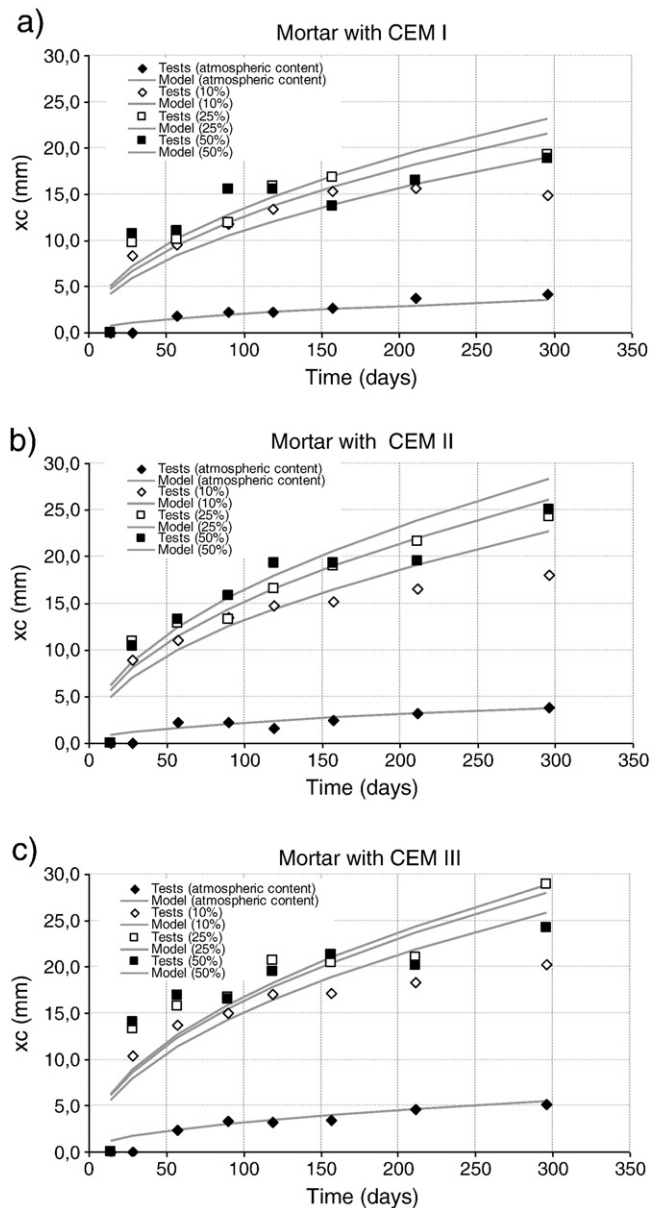 a)
Mortar with CEM I
30,0
25,0
20,0
15,0
10,0
5,0
0,0
xc (mm)
Tests (atmospheric content)
Model (atmospheric content)
Tests (10%)
Model (10%)
Tests (25%)
Model (25%)
Tests (50%)
Model (50%)
0 50 100 150 200 250 300 350
Time (days)
b)
Mortar with CEM II
30,0
25,0
20,0
15,0
10,0
5,0
0,0
xc (mm)
Tests (atmospheric content)
Model (atmospheric content)
Tests (10%)
Model (10%)
Tests (25%)
Model (25%)
Tests (50%)
Model (50%)
0 50 100 150 200 250 300 350
Time (days)
c)
Mortar with CEM III
30,0
25,0
20,0
15,0
10,0
5,0
0,0
xc (mm)
Tests (atmospheric content)
Model (atmospheric content)
Tests (10%)
Model (10%)
Tests (25%)
Model (25%)
Tests (50%)
Model (50%)
0 50 100 150 200 250 300 350
Time (days)